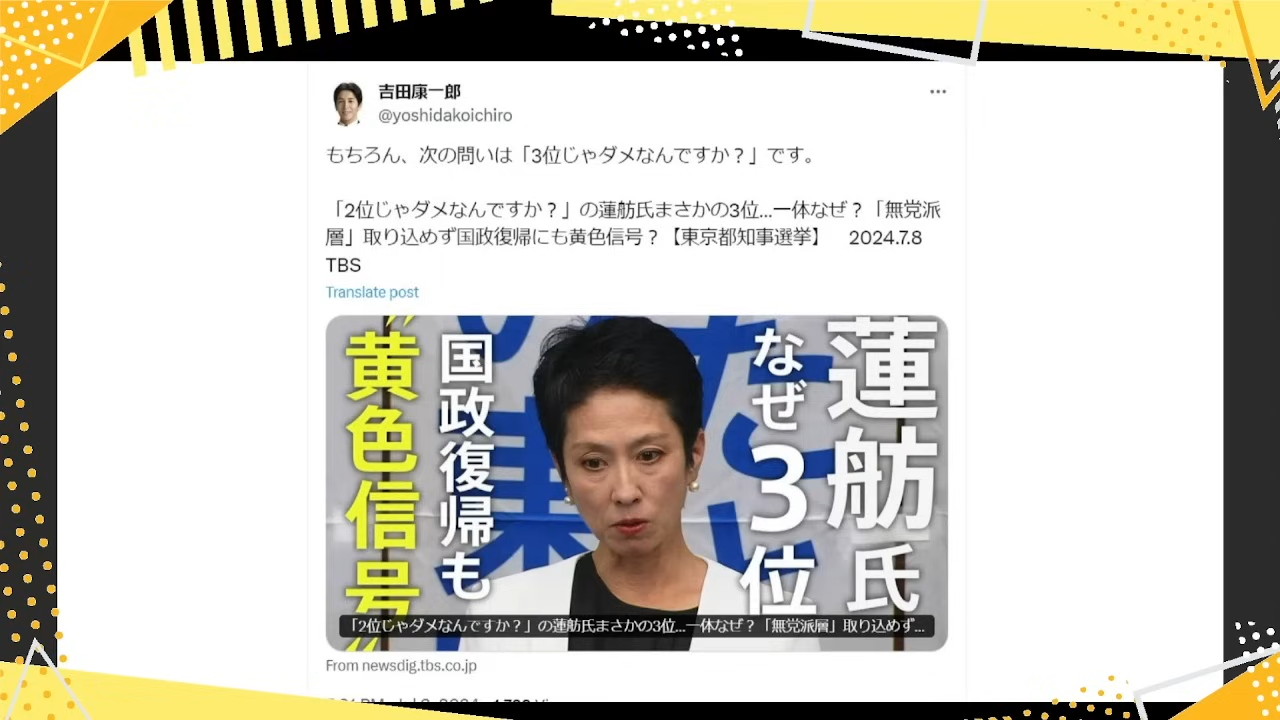 吉田康一郎
@yoshidakoichiro
もちろん、次の問いは「3位じゃダメなんですか？」です。
「2位じゃダメなんですか？」の蓮舫氏まさかの3位...一体なぜ？「無党派
層」取り込めず国政復帰にも黄色信号？【東京都知事選挙】　2024.7.8
TBS
Translate post
蓮舫氏
なぜ3位
国政復帰も
"黄色信号"
「2位じゃダメなんですか？」の蓮舫氏まさかの3位...一体なぜ？「無党派層」取り込めず...
From newsdig.tbs.co.jp